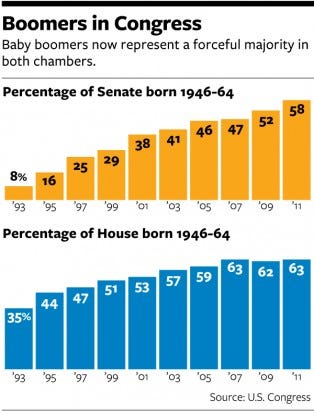 Boomers in Congress
Baby boomers now represent a forceful majority in
both chambers.
Percentage of Senate born 1946-64
8% 16 25 29 38 41 46 47 52 58
'93 '95 '97 '99 '01 '03 '05 '07 '09 '11
Percentage of House born 1946-64
35% 44 47 51 53 57 59 63 62 63
'93 '95 '97 '99 '01 '03 '05 '07 '09 '11
Source: U.S. Congress